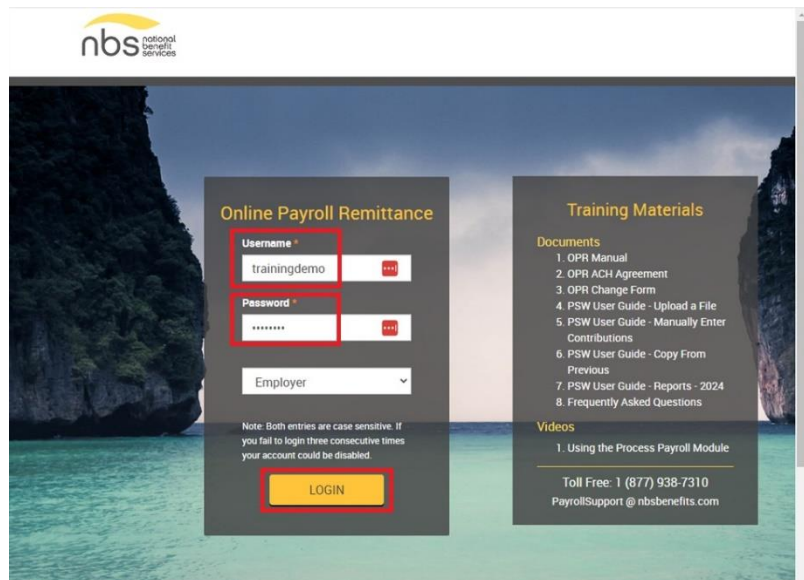 nbs national
benefit
services
Online Payroll Remittance
Username *
trainingdemo
Password *
••••••••
Employer
Note: Both entries are case sensitive. If
you fail to login three consecutive times
your account could be disabled.
LOGIN
Training Materials
Documents
1. OPR Manual
2. OPR ACH Agreement
3. OPR Change Form
4. PSW User Guide - Upload a File
5. PSW User Guide - Manually Enter
Contributions
6. PSW User Guide - Copy From
Previous
7. PSW User Guide - Reports - 2024
8. Frequently Asked Questions
Videos
1. Using the Process Payroll Module
Toll Free: 1 (877) 938-7310
PayrollSupport @ nbsbenefits.com